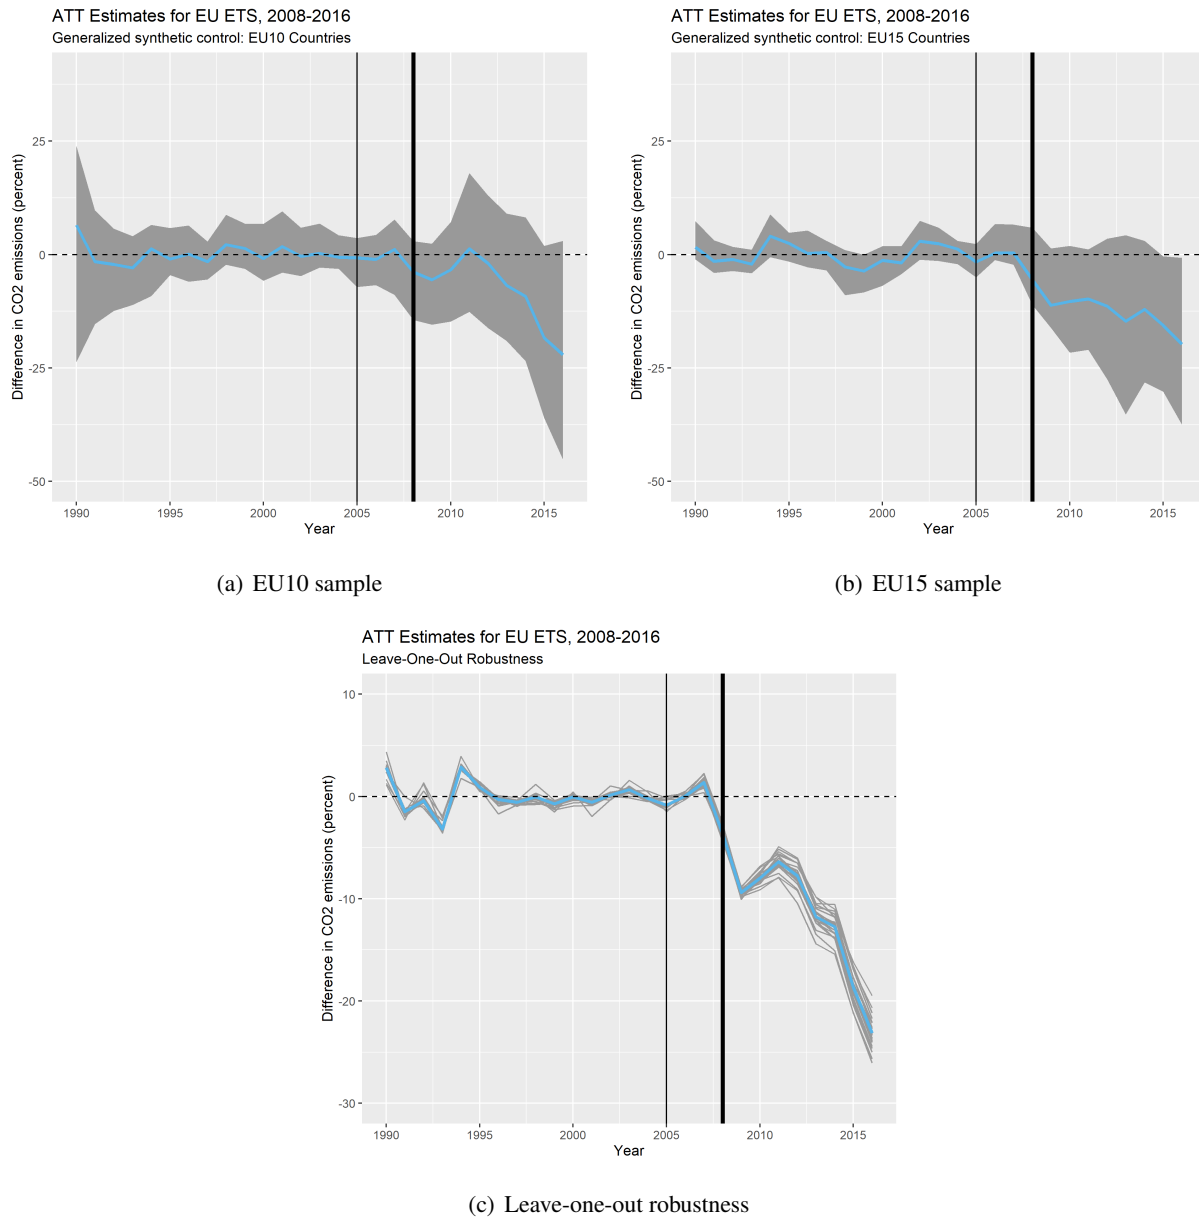 ATT Estimates for EU ETS, 2008-2016
Generalized synthetic control: EU10 Countries
Difference in CO2 emissions (percent)
25
0
-25
-50
1990
1995
2000
2005
2010
2015
Year
(a) EU10 sample
ATT Estimates for EU ETS, 2008-2016
Generalized synthetic control: EU15 Countries
Difference in CO2 emissions (percent)
25
0
-25
-50
1990
1995
2000
2005
2010
2015
Year
(b) EU15 sample
ATT Estimates for EU ETS, 2008-2016
Leave-One-Out Robustness
Difference in CO2 emissions (percent)
10
0
-10
-20
-30
1990
1995
2000
2005
2010
2015
Year
(c) Leave-one-out robustness